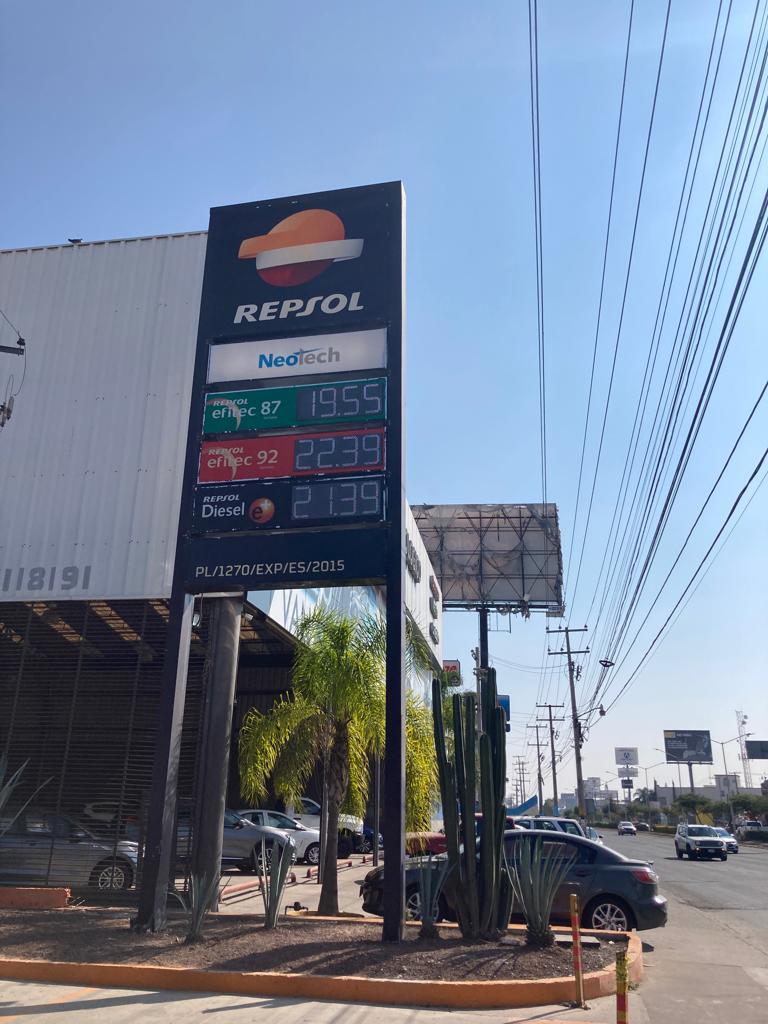 REPSOL
NeoTech
REPSOL
efitec 87 19.55
REPSOL
efitec 92 22.39
REPSOL
Diesel e+ 21.39
PL/1270/EXP/ES/2015
118191